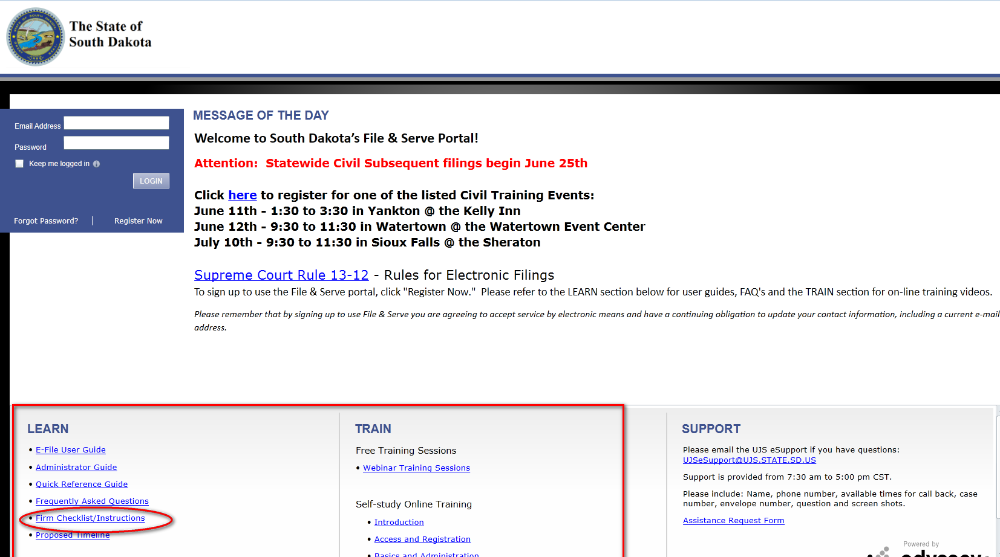 The State of
South Dakota
Email Address
Password
Keep me logged in
LOGIN
Forgot Password?
Register Now
MESSAGE OF THE DAY
Welcome to South Dakota’s File & Serve Portal!
Attention:  Statewide Civil Subsequent filings begin June 25th
Click here to register for one of the listed Civil Training Events:
June 11th - 1:30 to 3:30 in Yankton @ the Kelly Inn
June 12th - 9:30 to 11:30 in Watertown @ the Watertown Event Center
July 10th - 9:30 to 11:30 in Sioux Falls @ the Sheraton
Supreme Court Rule 13-12 - Rules for Electronic Filings
To sign up to use the File & Serve portal, click "Register Now."  Please refer to the LEARN section below for user guides, FAQ's and the TRAIN section for on-line training videos.
Please remember that by signing up to use File & Serve you are agreeing to accept service by electronic means and have a continuing obligation to update your contact information, including a current e-mail
address.
LEARN
• E-File User Guide
• Administrator Guide
• Quick Reference Guide
• Frequently Asked Questions
• Firm Checklist/Instructions
• Proposed Timeline
TRAIN
Free Training Sessions
• Webinar Training Sessions
Self-study Online Training
• Introduction
• Access and Registration
• Basics and Administration
SUPPORT
Please email the UJS eSupport if you have questions:
UJSeSupport@UJS.STATE.SD.US
Support is provided from 7:30 am to 5:00 pm CST.
Please include: Name, phone number, available times for call back, case
number, envelope number, question and screen shots.
Assistance Request Form
Powered by
odyssey